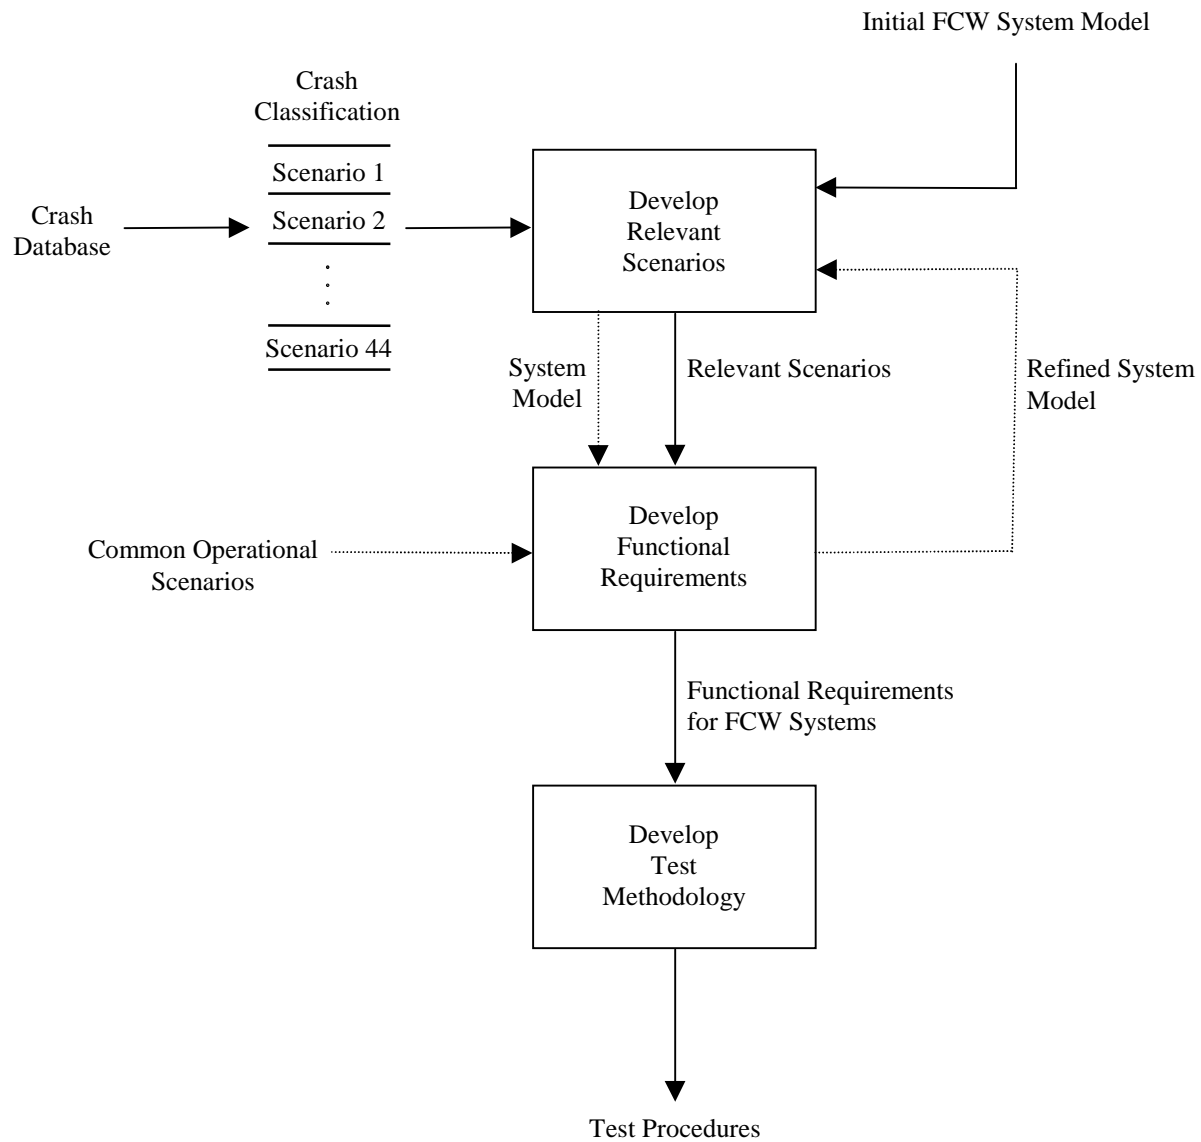 Initial FCW System Model
Crash
Classification
Scenario 1
Scenario 2
Scenario 44
Crash
Database
Develop
Relevant
Scenarios
System
Model
Relevant Scenarios
Refined System
Model
Common Operational
Scenarios
Develop
Functional
Requirements
Functional Requirements
for FCW Systems
Develop
Test
Methodology
Test Procedures